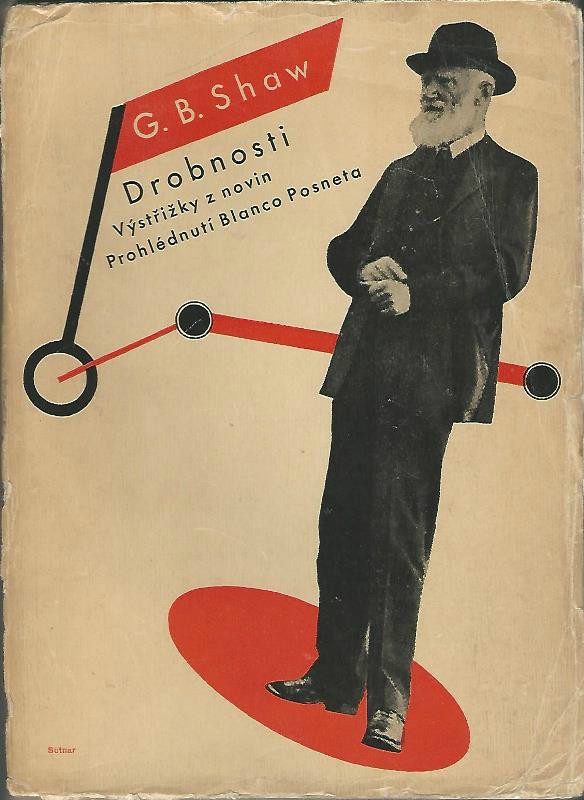 G. B. Shaw
Drobnosti
Výstřižky z novin
Prohlédnutí Blanco Posneta
Sutnar